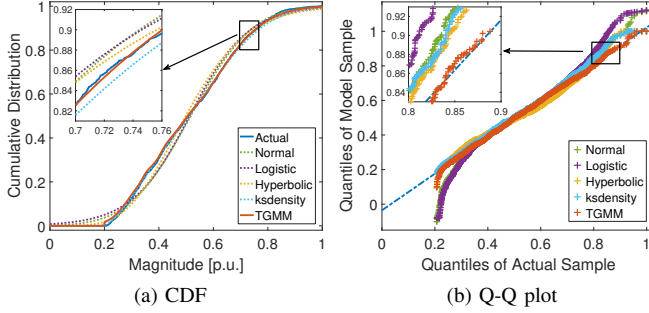 0.92
0.9
0.88
0.86
0.84
0.82
0.7 0.72 0.74 0.76
1
0.8
0.6
0.4
0.2
0
0 0.2 0.4 0.6 0.8 1
Cumulative Distribution
Magnitude [p.u.]
Actual
Normal
Logistic
Hyperbolic
ksdensity
TGMM
(a) CDF
0.92
0.9
0.88
0.86
0.84
0.8 0.85 0.9
1
0.8
0.6
0.4
0.2
0
0 0.2 0.4 0.6 0.8 1
Quantiles of Model Sample
Quantiles of Actual Sample
Normal
Logistic
Hyperbolic
ksdensity
TGMM
(b) Q-Q plot